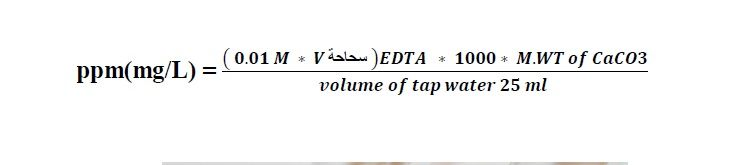 ppm(mg/L) = ( 0.01 M * V سحاحة )EDTA * 1000 * M.WT of CaCO3
volume of tap water 25 ml